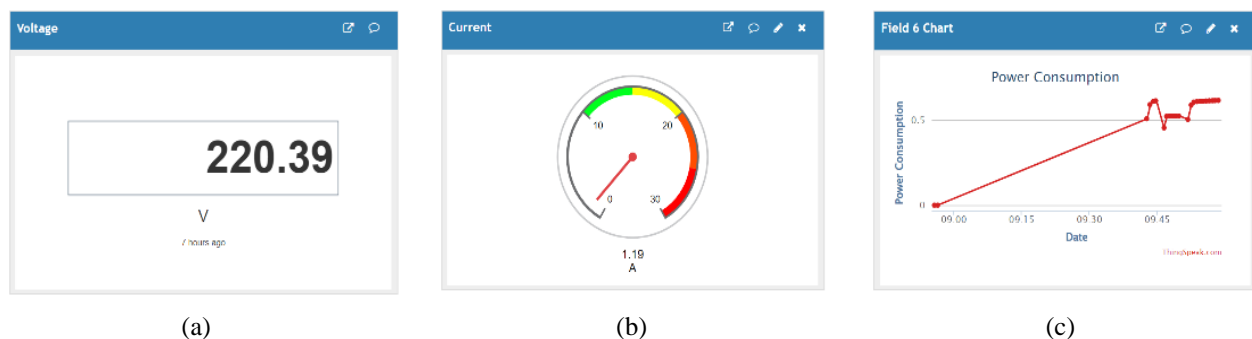 Voltage
220.39
V
7 hours ago
(a)
Current
10
20
0
30
1.19
A
(b)
Field 6 Chart
Power Consumption
Power Consumption
0.5
0
09.00 09.15 09.30 09.45
Date
ThingSpeak.com
(c)